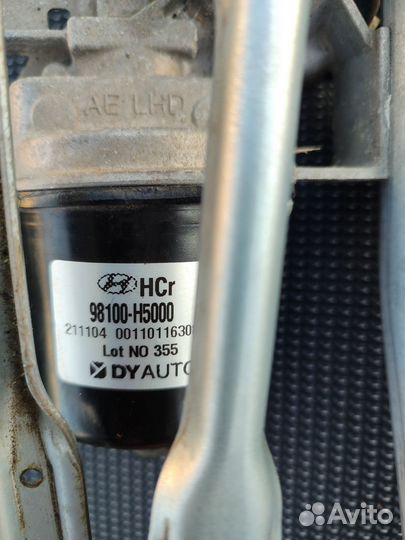 AE LHD
HCr
98100-H5000
211104 0011011630
Lot NO 355
DYAUTO
Avito